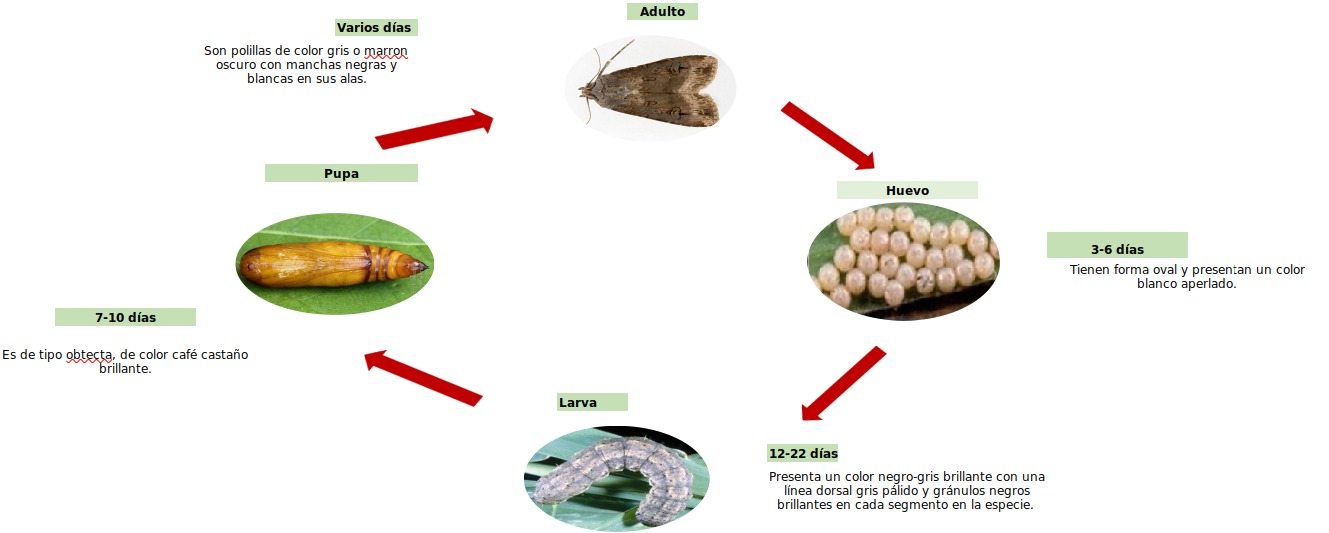 Adulto
Varios días
Son polillas de color gris o marron
oscuro con manchas negras y
blancas en sus alas.
Pupa
Huevo
3-6 días
Tienen forma oval y presentan un color
blanco aperlado.
7-10 días
Es de tipo obtecta, de color café castaño
brillante.
Larva
12-22 días
Presenta un color negro-gris brillante con una
línea dorsal gris pálido y gránulos negros
brillantes en cada segmento en la especie.